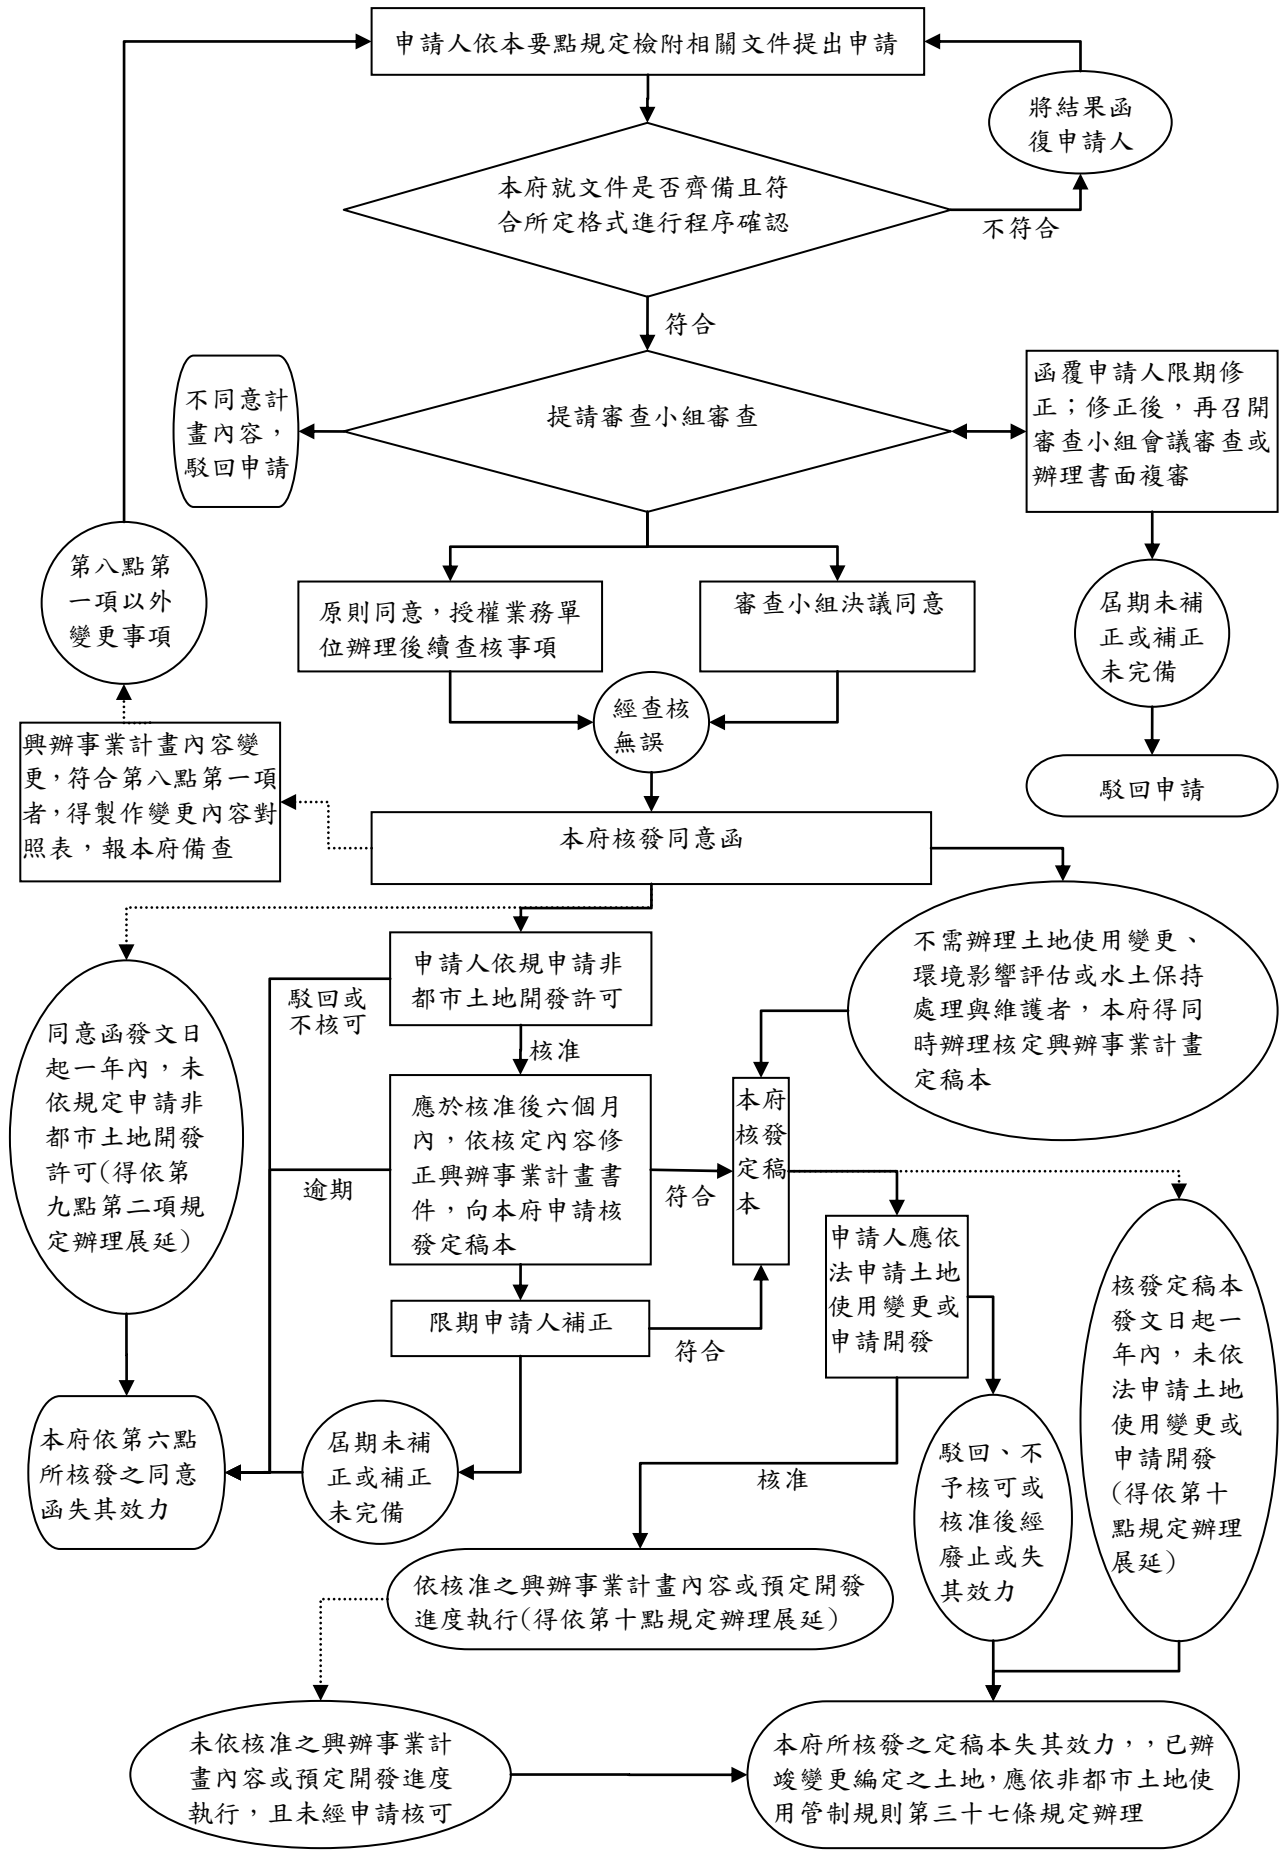 申請人依本要點規定檢附相關文件提出申請
將結果函
復申請人
本府就文件是否齊備且符
合所定格式進行程序確認
不符合
符合
不同意計
畫內容，
駁回申請
提請審查小組審查
函覆申請人限期修
正；修正後，再召開
審查小組會議審查或
辦理書面複審
第八點第
一項以外
變更事項
原則同意，授權業務單
位辦理後續查核事項
審查小組決議同意
屆期未補
正或補正
未完備
經查核
無誤
興辦事業計畫內容變
更，符合第八點第一項
者，得製作變更內容對
照表，報本府備查
駁回申請
本府核發同意函
不需辦理土地使用變更、
環境影響評估或水土保持
處理與維護者，本府得同
時辦理核定興辦事業計畫
定稿本
申請人依規申請非
都市土地開發許可
駁回或
不核可
核准
同意函發文日
起一年內，未
依規定申請非
都市土地開發
許可(得依第
九點第二項規
定辦理展延)
應於核准後六個月
內，依核定內容修
正興辦事業計畫書
件，向本府申請核
發定稿本
逾期
符合
本府
核發
定稿
本
申請人應依
法申請土地
使用變更或
申請開發
核發定稿本
發文日起一
年內，未依
法申請土地
使用變更或
申請開發
(得依第十
點規定辦理
展延)
限期申請人補正
符合
本府依第六點
所核發之同意
函失其效力
屆期未補
正或補正
未完備
核准
駁回、不
予核可或
核准後經
廢止或失
其效力
依核准之興辦事業計畫內容或預定開發
進度執行(得依第十點規定辦理展延)
未依核准之興辦事業計
畫內容或預定開發進度
執行，且未經申請核可
本府所核發之定稿本失其效力，，已辦
竣變更編定之土地，應依非都市土地使
用管制規則第三十七條規定辦理